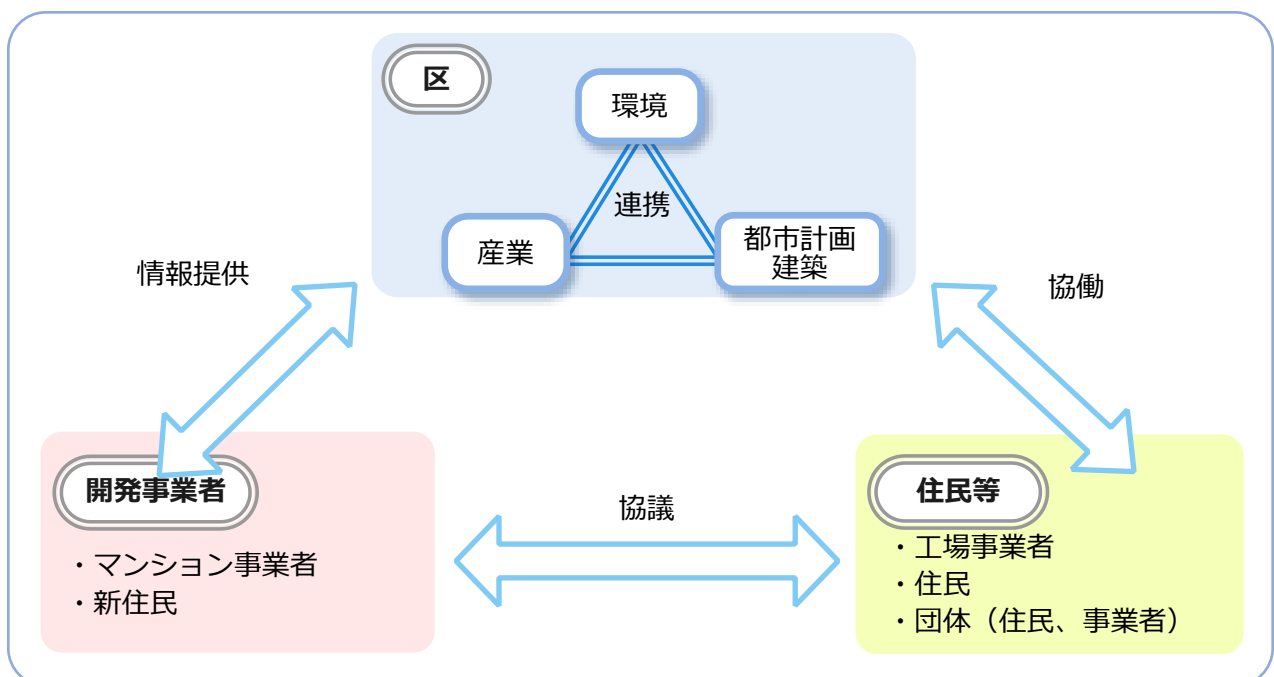 区
環境
連携
産業
都市計画
建築
情報提供
協働
開発事業者
・マンション事業者
・新住民
協議
住民等
・工場事業者
・住民
・団体（住民、事業者）